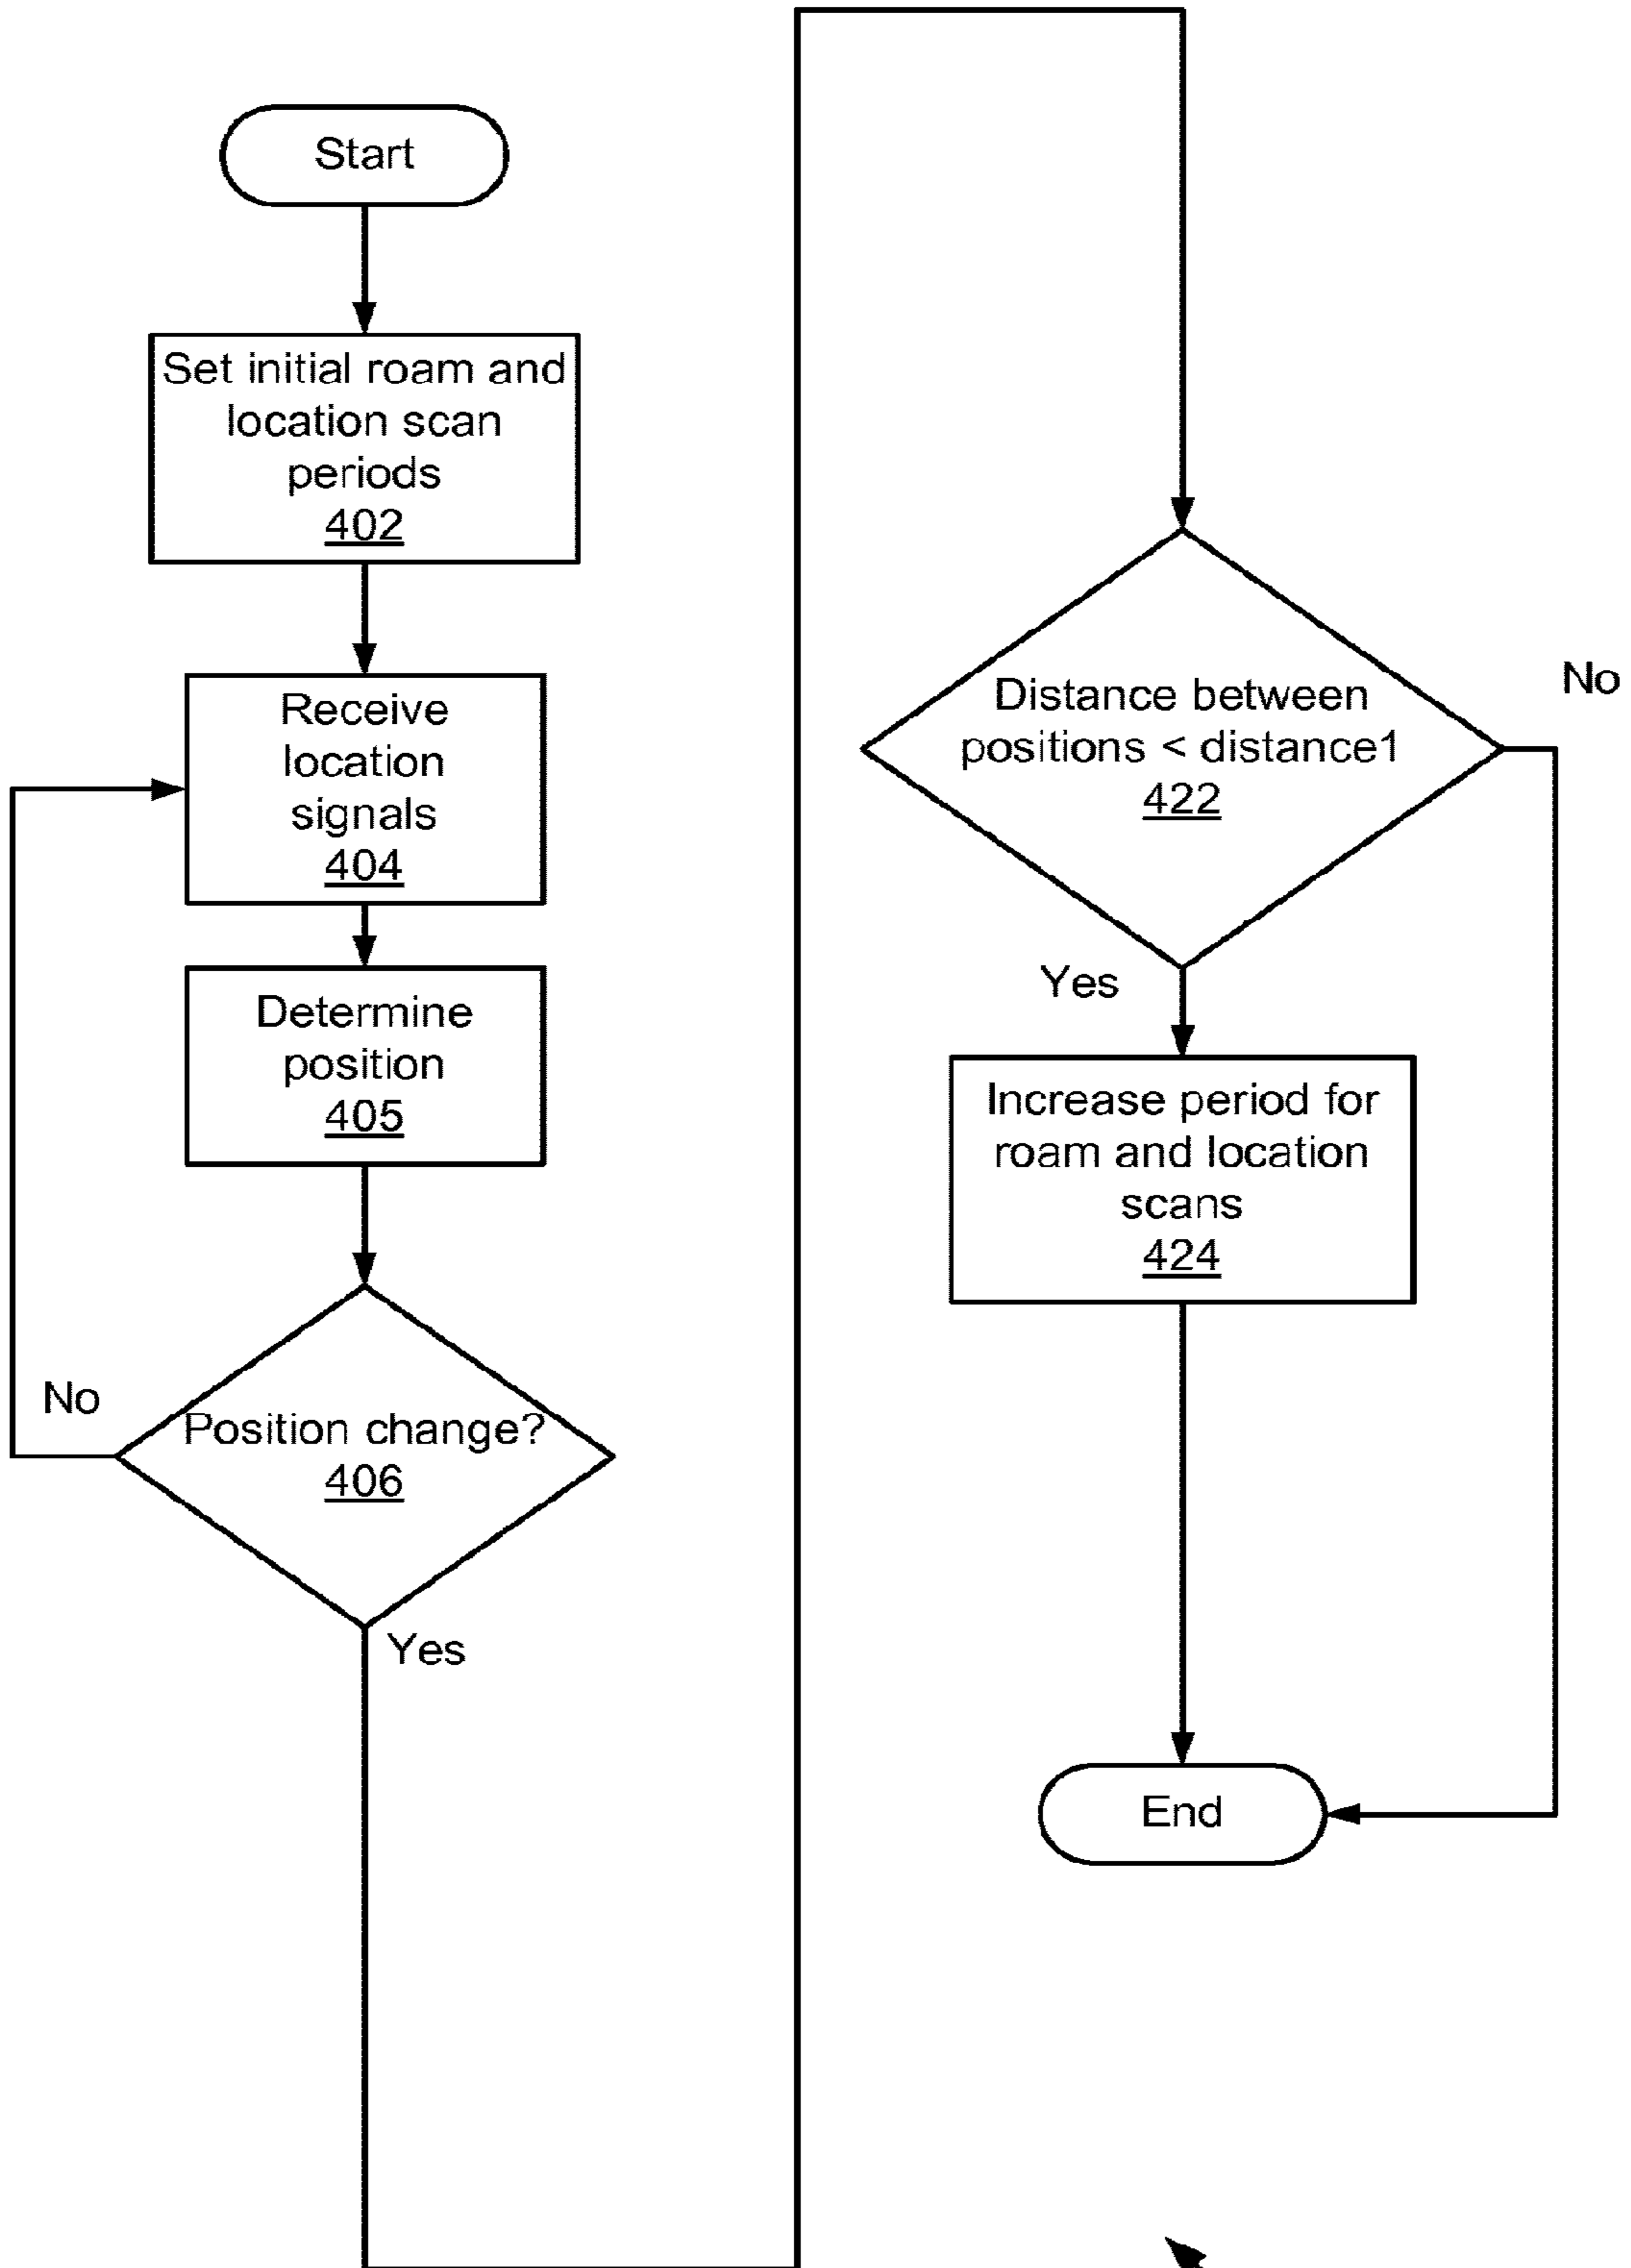 Start
Set initial roam and
location scan
periods
402
Receive
location
signals
404
Determine
position
405
No
Position change?
406
Yes
Distance between
positions < distance1
422
No
Yes
Increase period for
roam and location
scans
424
End